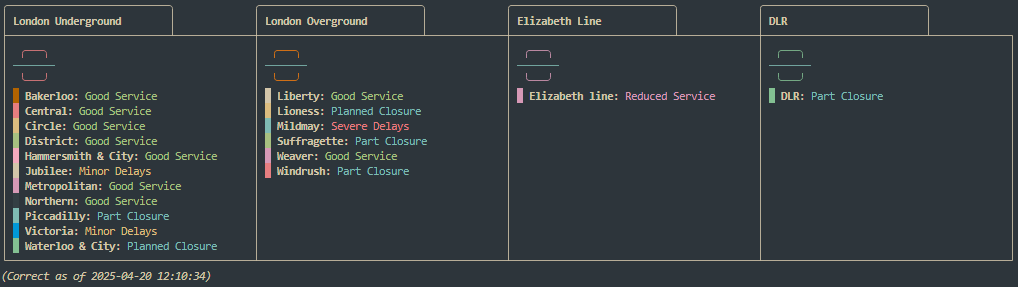 London Underground
Bakerloo: Good Service
Central: Good Service
Circle: Good Service
District: Good Service
Hammersmith & City: Good Service
Jubilee: Minor Delays
Metropolitan: Good Service
Northern: Good Service
Piccadilly: Part Closure
Victoria: Minor Delays
Waterloo & City: Planned Closure
London Overground
Liberty: Good Service
Lioness: Planned Closure
Mildmay: Severe Delays
Suffragette: Part Closure
Weaver: Good Service
Windrush: Part Closure
Elizabeth Line
Elizabeth line: Reduced Service
DLR
DLR: Part Closure
(Correct as of 2025-04-20 12:10:34)